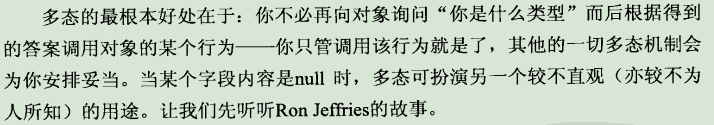 多态的最根本好处在于：你不必再向对象询问“你是什么类型”而后根据得到
的答案调用对象的某个行为——你只管调用该行为就是了，其他的一切多态机制会
为你安排妥当。当某个字段内容是null 时，多态可扮演另一个较不直观（亦较不为
人所知）的用途。让我们先听听Ron Jeffries的故事。